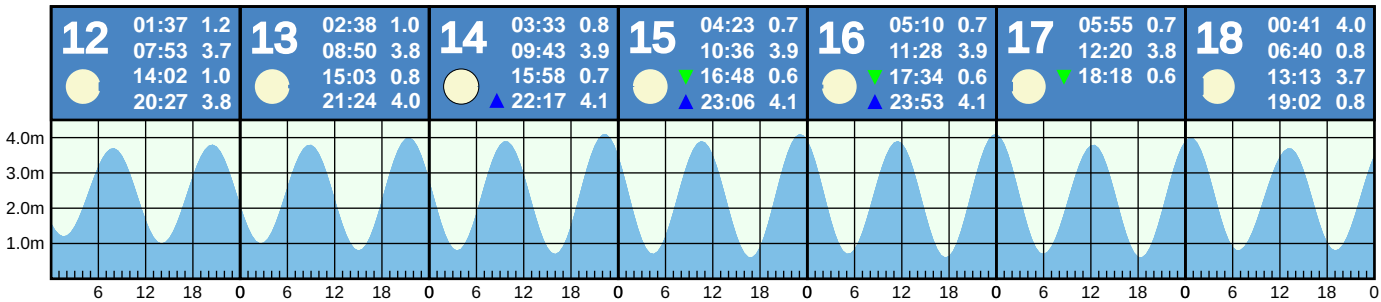 12 13 14 15 16 17 18
01:37 1.2 02:38 1.0 03:33 0.8 04:23 0.7 05:10 0.7 05:55 0.7 00:41 4.0
07:53 3.7 08:50 3.8 09:43 3.9 10:36 3.9 11:28 3.9 12:20 3.8 06:40 0.8
14:02 1.0 15:03 0.8 15:58 0.7 16:48 0.6 17:34 0.6 18:18 0.6 13:13 3.7
20:27 3.8 21:24 4.0 22:17 4.1 23:06 4.1 23:53 4.1 19:02 0.8
4.0m
3.0m
2.0m
1.0m
6 12 18 0 6 12 18 0 6 12 18 0 6 12 18 0 6 12 18 0 6 12 18 0 6 12 18 0